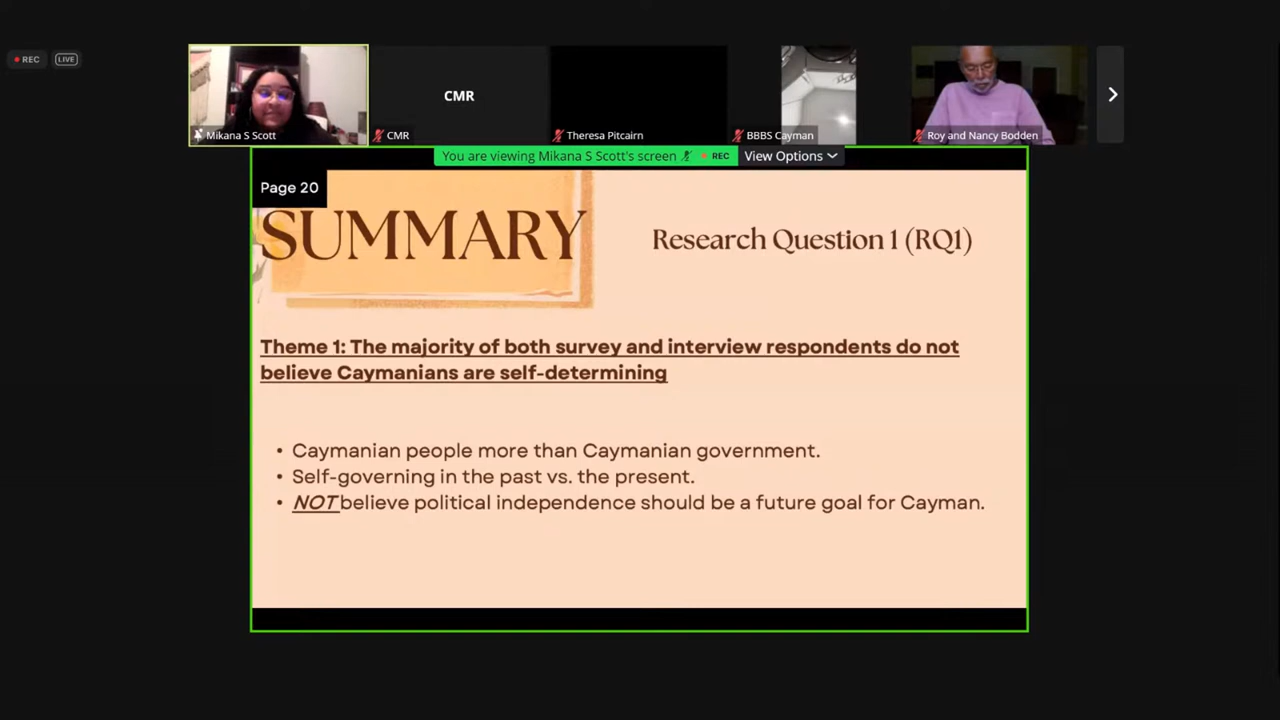 REC
LIVE
Mikana S Scott
CMR
CMR
Theresa Pitcairn
BBBS Cayman
Roy and Nancy Bodden
You are viewing Mikana S Scott's screen
REC
View Options
Page 20
SUMMARY
Research Question 1 (RQ1)
Theme 1: The majority of both survey and interview respondents do not
believe Caymanians are self-determining
• Caymanian people more than Caymanian government.
• Self-governing in the past vs. the present.
• NOT believe political independence should be a future goal for Cayman.